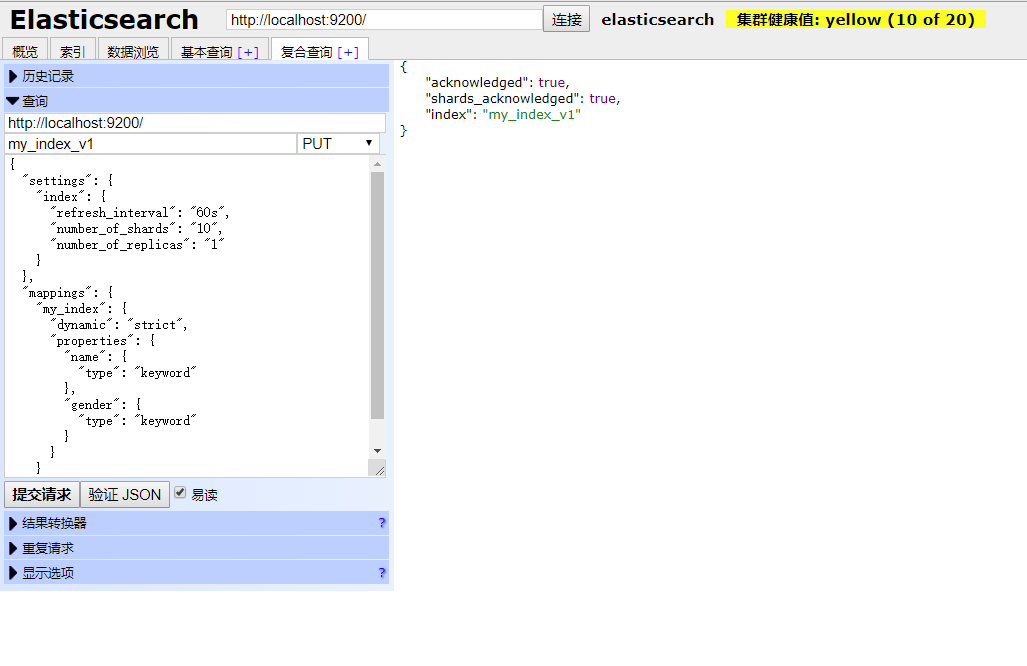 Elasticsearch http://localhost:9200/ 连接 elasticsearch 集群健康值: yellow (10 of 20)
概览 索引 数据浏览 基本查询 [+] 复合查询 [+]
历史记录
查询
http://localhost:9200/
my_index_v1 PUT
{
"settings": {
"index": {
"refresh_interval": "60s",
"number_of_shards": "10",
"number_of_replicas": "1"
}
},
"mappings": {
"my_index": {
"dynamic": "strict",
"properties": {
"name": {
"type": "keyword"
},
"gender": {
"type": "keyword"
}
}
}
提交请求 验证 JSON 易读
结果转换器 ?
重复请求
显示选项 ?
{
"acknowledged": true,
"shards_acknowledged": true,
"index": "my_index_v1"
}